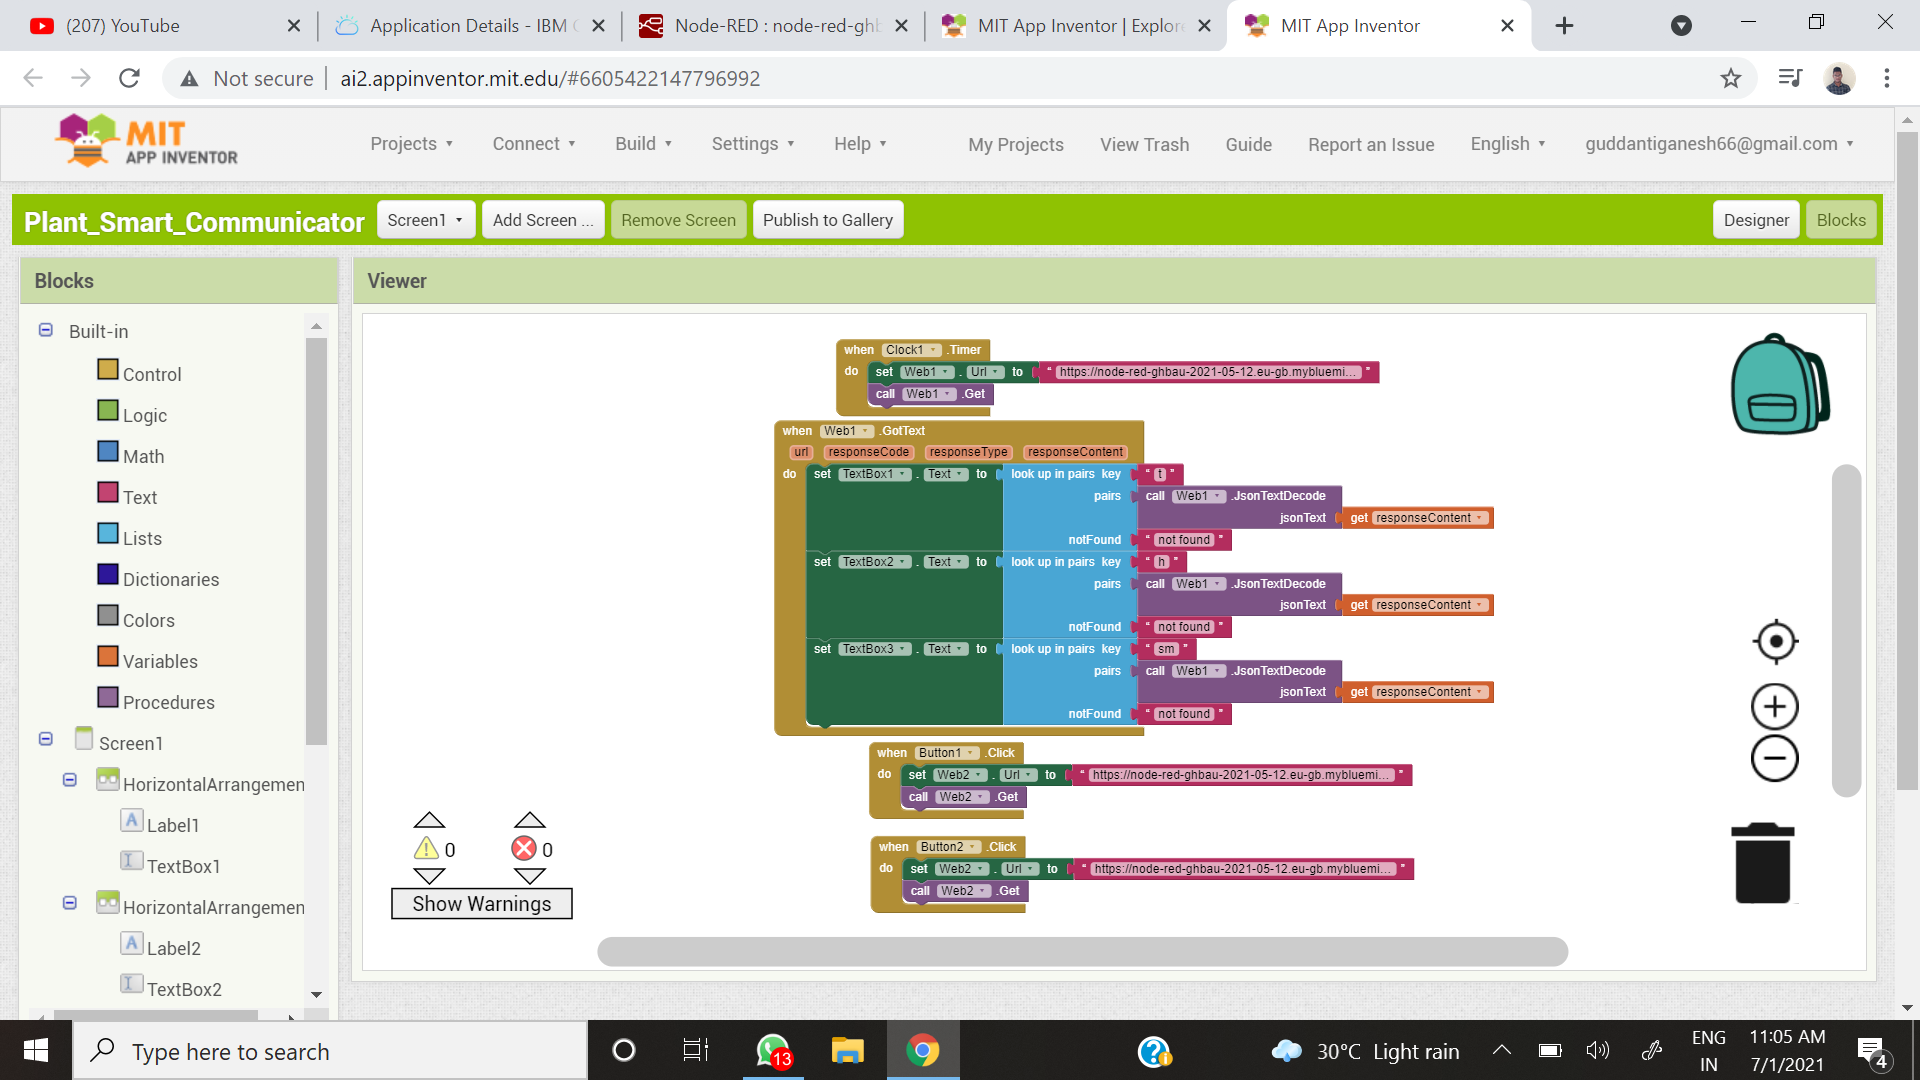 (207) YouTube
Application Details - IBM C
Node-RED : node-red-ghb
MIT App Inventor | Explore
MIT App Inventor
Not secure
ai2.appinventor.mit.edu/#6605422147796992
MIT
APP INVENTOR
Projects
Connect
Build
Settings
Help
My Projects
View Trash
Guide
Report an Issue
English
guddantiganesh66@gmail.com
Plant_Smart_Communicator
Screen1
Add Screen ...
Remove Screen
Publish to Gallery
Designer
Blocks
Blocks
Viewer
Built-in
Control
Logic
Math
Text
Lists
Dictionaries
Colors
Variables
Procedures
Screen1
HorizontalArrangemen
Label1
TextBox1
HorizontalArrangemen
Label2
TextBox2
when Clock1 .Timer
do set Web1 . Url to " https://node-red-ghbau-2021-05-12.eu-gb.mybluemi... "
call Web1 .Get
when Web1 .GotText
url responseCode responseType responseContent
do set TextBox1 . Text to look up in pairs key " t "
pairs call Web1 .JsonTextDecode
jsonText get responseContent
notFound " not found "
set TextBox2 . Text to look up in pairs key " h "
pairs call Web1 .JsonTextDecode
jsonText get responseContent
notFound " not found "
set TextBox3 . Text to look up in pairs key " sm "
pairs call Web1 .JsonTextDecode
jsonText get responseContent
notFound " not found "
when Button1 .Click
do set Web2 . Url to " https://node-red-ghbau-2021-05-12.eu-gb.mybluemi... "
call Web2 .Get
when Button2 .Click
do set Web2 . Url to " https://node-red-ghbau-2021-05-12.eu-gb.mybluemi... "
call Web2 .Get
0
0
Show Warnings
Type here to search
13
30°C Light rain
ENG
IN
11:05 AM
7/1/2021
4